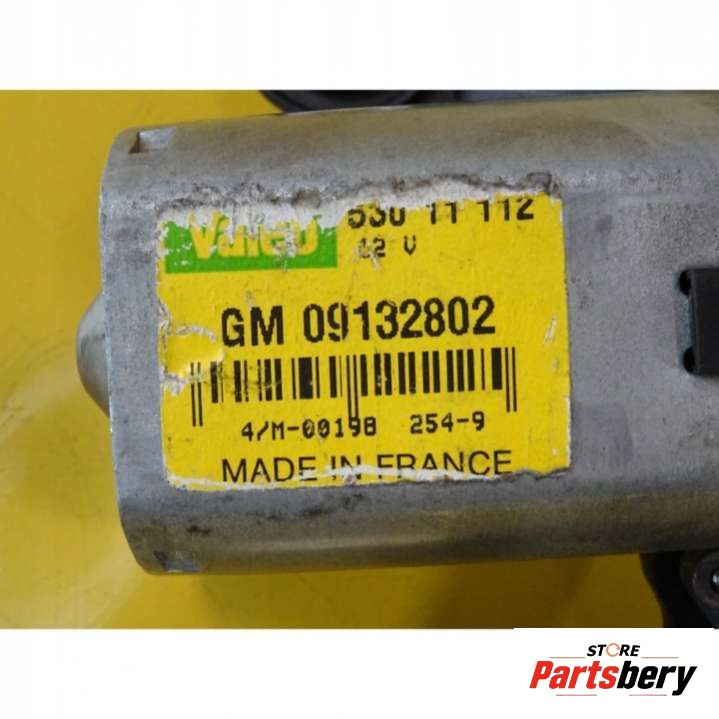 Valeo 530 11 112
12 V
GM 09132802
4/M-00198 254-9
MADE IN FRANCE
STORE
Partsbery